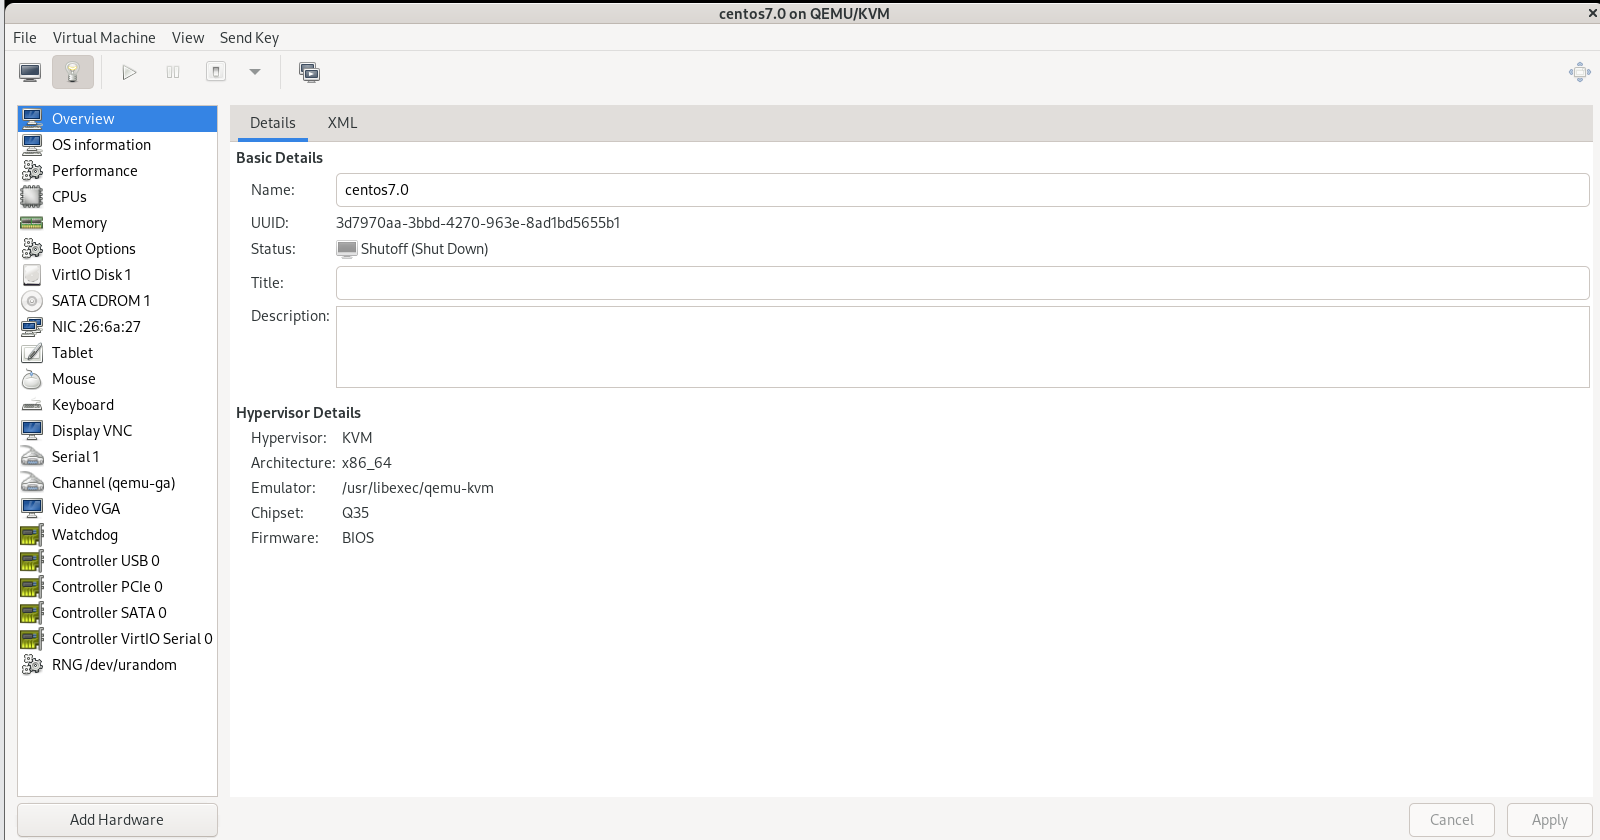 centos7.0 on QEMU/KVM
File Virtual Machine View Send Key
Overview
OS information
Performance
CPUs
Memory
Boot Options
VirtIO Disk 1
SATA CDROM 1
NIC :26:6a:27
Tablet
Mouse
Keyboard
Display VNC
Serial 1
Channel (qemu-ga)
Video VGA
Watchdog
Controller USB 0
Controller PCIe 0
Controller SATA 0
Controller VirtIO Serial 0
RNG /dev/urandom
Add Hardware
Details XML
Basic Details
Name: centos7.0
UUID: 3d7970aa-3bbd-4270-963e-8ad1bd5655b1
Status: Shutoff (Shut Down)
Title:
Description:
Hypervisor Details
Hypervisor: KVM
Architecture: x86_64
Emulator: /usr/libexec/qemu-kvm
Chipset: Q35
Firmware: BIOS
Cancel Apply